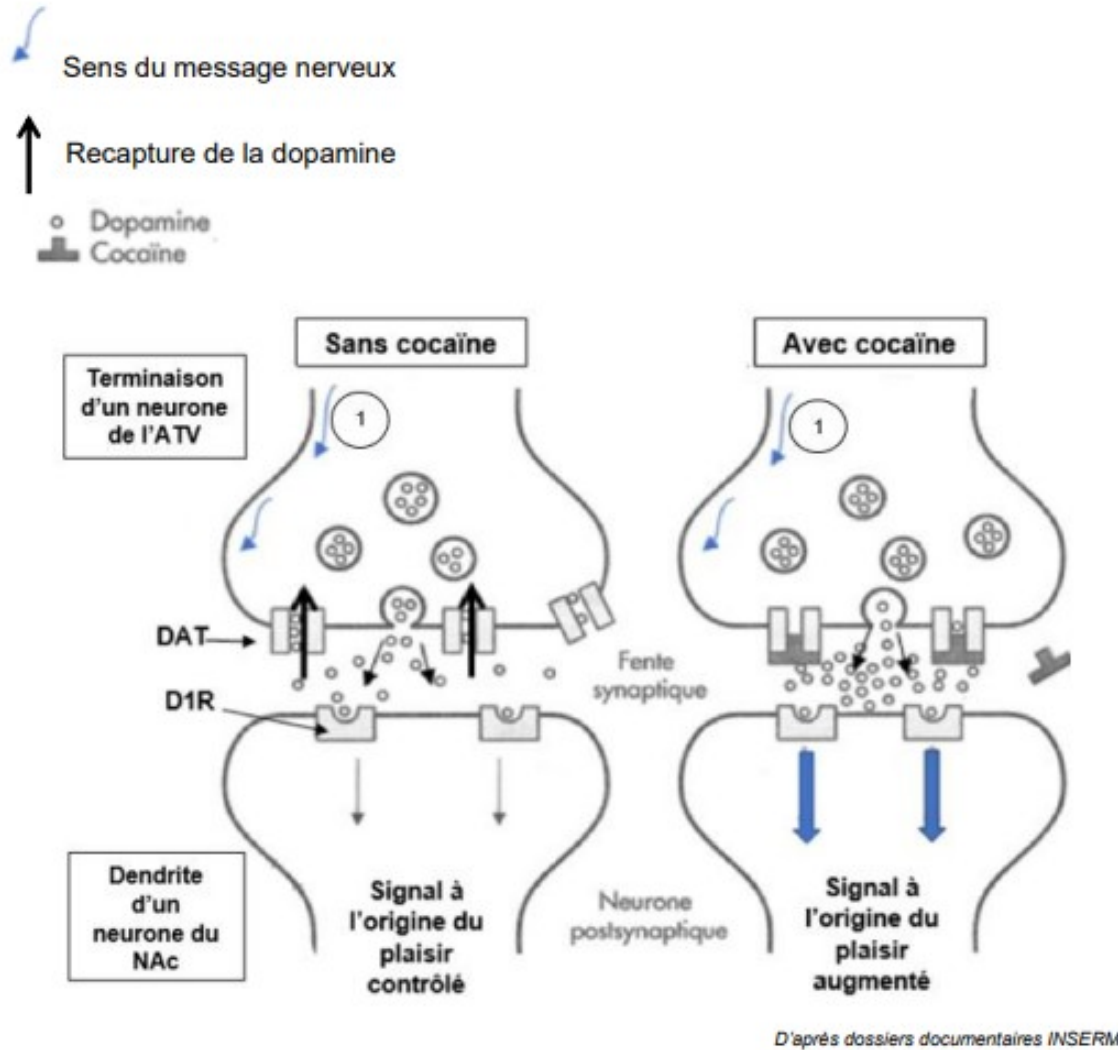 Sens du message nerveux
Recapture de la dopamine
Dopamine
Cocaïne
Sans cocaïne
Avec cocaïne
Terminaison
d'un neurone
de l'ATV
1
1
DAT
Fente
synaptique
D1R
Dendrite
d'un
neurone du
NAc
Signal à
l'origine du
plaisir
contrôlé
Neurone
postsynaptique
Signal à
l'origine du
plaisir
augmenté
D'après dossiers documentaires INSERM